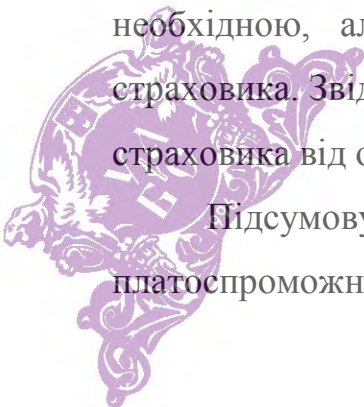 необхідною, ал
страховика. Звід
страховика від о
Підсумову
платоспроможн